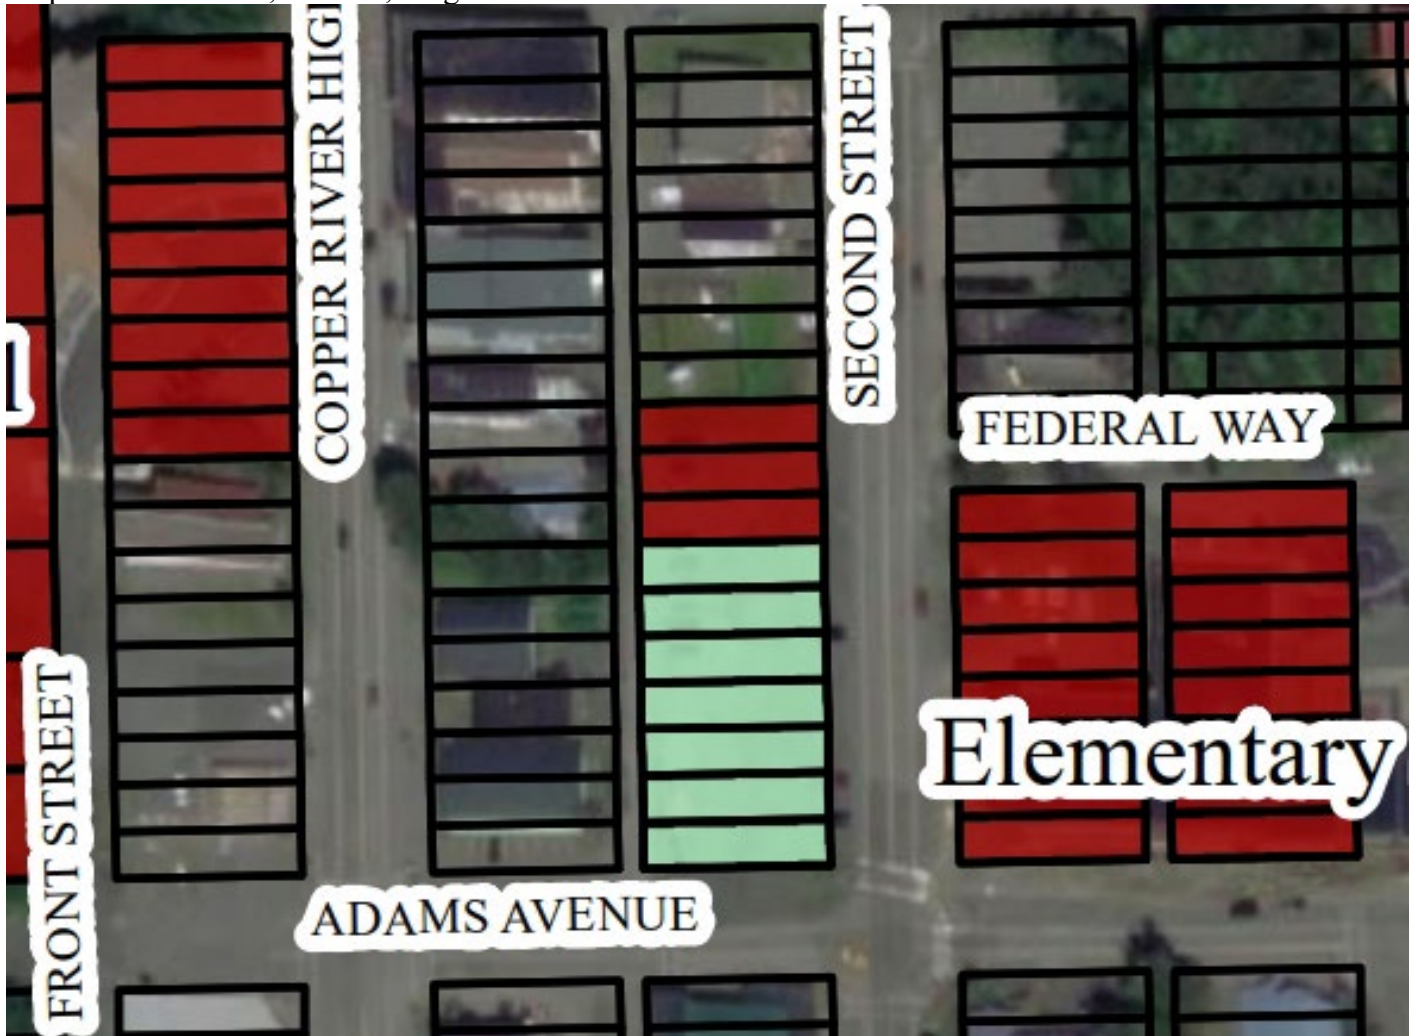 COPPER RIVER HIG
SECOND STREET
FEDERAL WAY
Elementary
FRONT STREET
ADAMS AVENUE